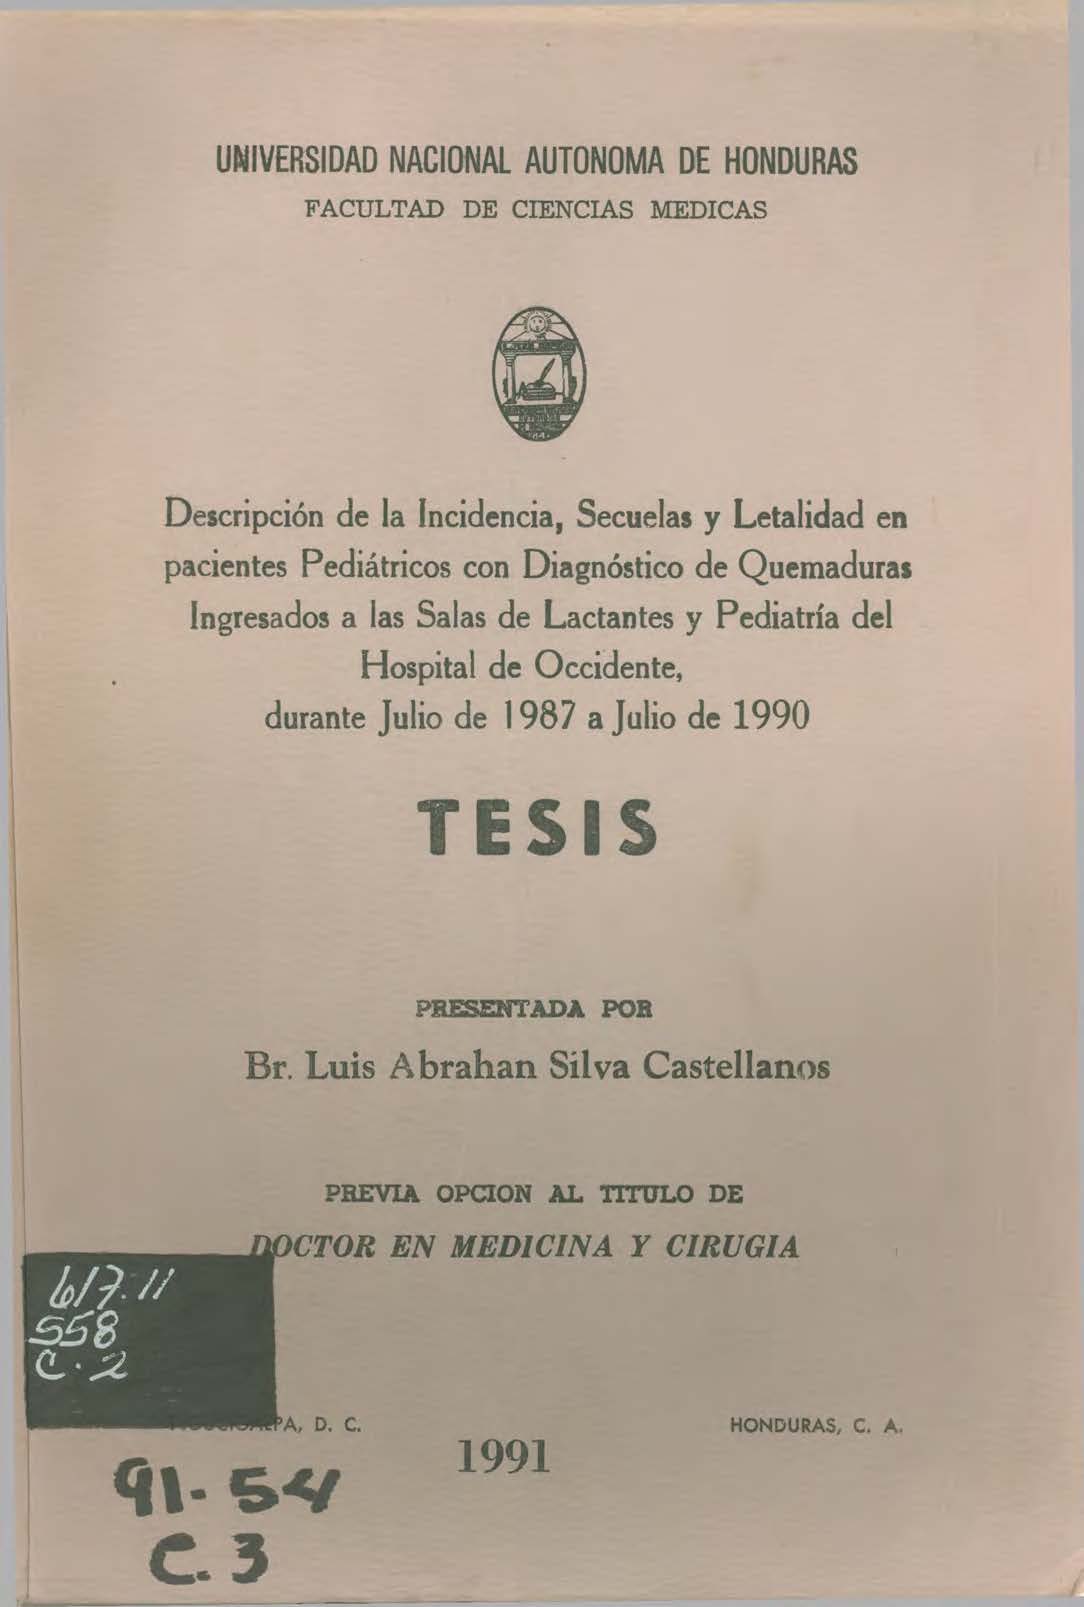 UNIVERSIDAD NACIONAL AUTONOMA DE HONDURAS
FACULTAD DE CIENCIAS MEDICAS
Descripción de la Incidencia, Secuelas y Letalidad en
pacientes Pediátricos con Diagnóstico de Quemaduras
Ingresados a las Salas de Lactantes y Pediatría del
Hospital de Occidente,
durante Julio de 1987 a Julio de 1990
TESIS
PRESENTADA POR
Br. Luis Abrahan Silva Castellanos
PREVIA OPCION AL TITULO DE
DOCTOR EN MEDICINA Y CIRUGIA
617.11
S58
C.2
D. C.
HONDURAS, C. A.
1991
91-54
C.3